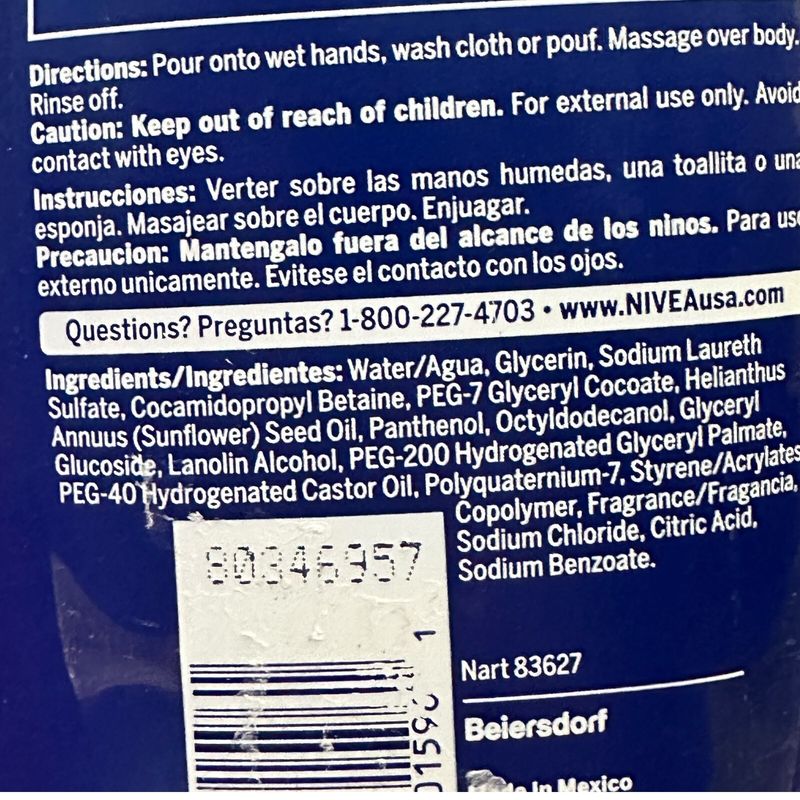 Directions: Pour onto wet hands, wash cloth or pouf. Massage over body.
Rinse off.
Caution: Keep out of reach of children. For external use only. Avoid
contact with eyes.
Instrucciones: Verter sobre las manos humedas, una toallita o una
esponja. Masajear sobre el cuerpo. Enjuagar.
Precaucion: Mantengalo fuera del alcance de los ninos. Para uso
externo unicamente. Evitese el contacto con los ojos.
Questions? Preguntas? 1-800-227-4703 • www.NIVEAusa.com
Ingredients/Ingredientes: Water/Agua, Glycerin, Sodium Laureth
Sulfate, Cocamidopropyl Betaine, PEG-7 Glyceryl Cocoate, Helianthus
Annuus (Sunflower) Seed Oil, Panthenol, Octyldodecanol, Glyceryl
Glucoside, Lanolin Alcohol, PEG-200 Hydrogenated Glyceryl Palmate,
PEG-40 Hydrogenated Castor Oil, Polyquaternium-7, Styrene/Acrylates
Copolymer, Fragrance/Fragancia,
Sodium Chloride, Citric Acid,
Sodium Benzoate.
80346957
1
Nart 83627
Beiersdorf
In Mexico